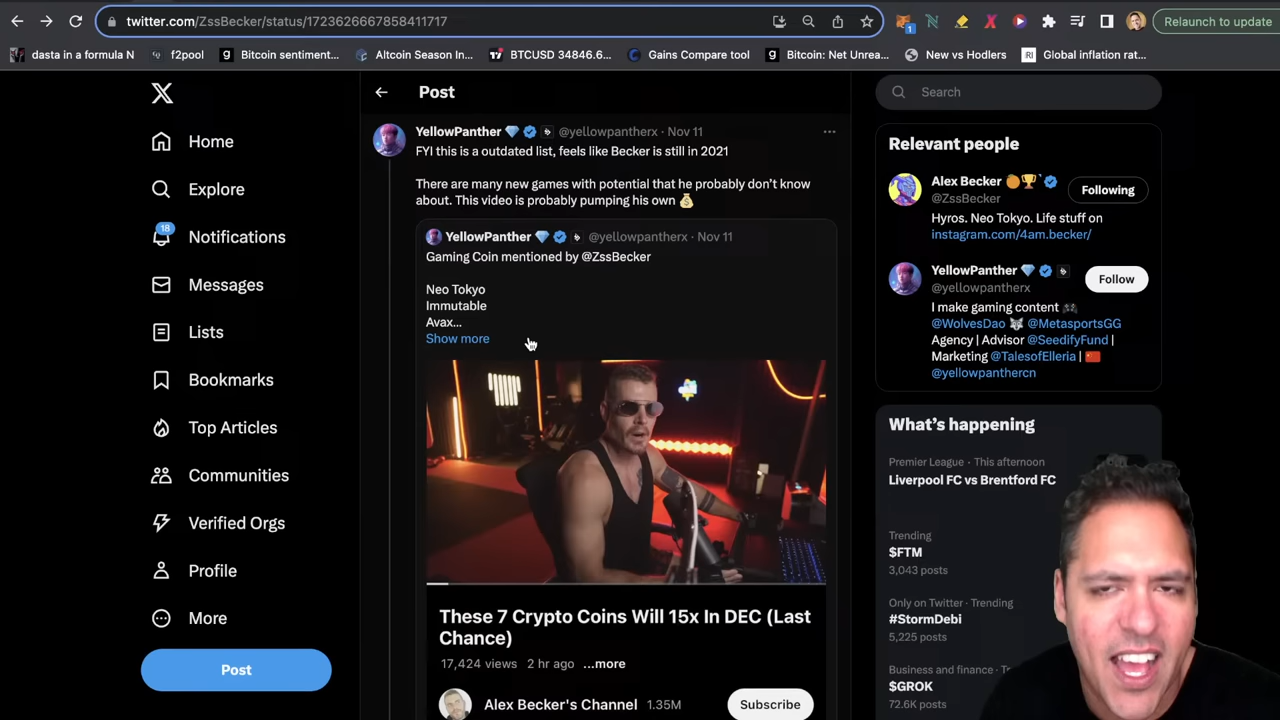 twitter.com/ZssBecker/status/1723626667858411717
Relaunch to update
dasta in a formula N
f2pool
Bitcoin sentiment...
Altcoin Season In...
BTCUSD 34846.6...
Gains Compare tool
Bitcoin: Net Unrea...
New vs Hodlers
Global inflation rat...
Home
Explore
18
Notifications
Messages
Lists
Bookmarks
Top Articles
Communities
Verified Orgs
Profile
More
Post
Post
YellowPanther @yellowpantherx · Nov 11
FYI this is a outdated list, feels like Becker is still in 2021
There are many new games with potential that he probably don't know
about. This video is probably pumping his own
YellowPanther @yellowpantherx · Nov 11
Gaming Coin mentioned by @ZssBecker
Neo Tokyo
Immutable
Avax...
Show more
These 7 Crypto Coins Will 15x In DEC (Last
Chance)
17,424 views 2 hr ago ...more
Alex Becker's Channel 1.35M
Subscribe
Search
Relevant people
Alex Becker
@ZssBecker
Following
Hyros. Neo Tokyo. Life stuff on
instagram.com/4am.becker/
YellowPanther
@yellowpantherx
Follow
I make gaming content
@WolvesDao @MetasportsGG
Agency | Advisor @SeedifyFund |
Marketing @TalesofElleria |
@yellowpanthercn
What's happening
Premier League · This afternoon
Liverpool FC vs Brentford FC
Trending
$FTM
3,043 posts
Only on Twitter · Trending
#StormDebi
5,225 posts
Business and finance ·
$GROK
72.6K posts